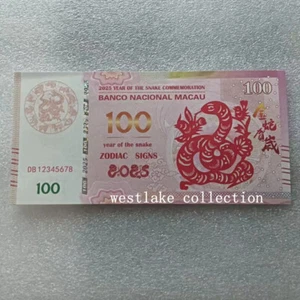 2025 YEAR OF THE SNAKE COMMEMORATION
BANCO NACIONAL MACAU
100
100
year of the snake
ZODIAC SIGNS
2025
DB12345678
100
westlake collection